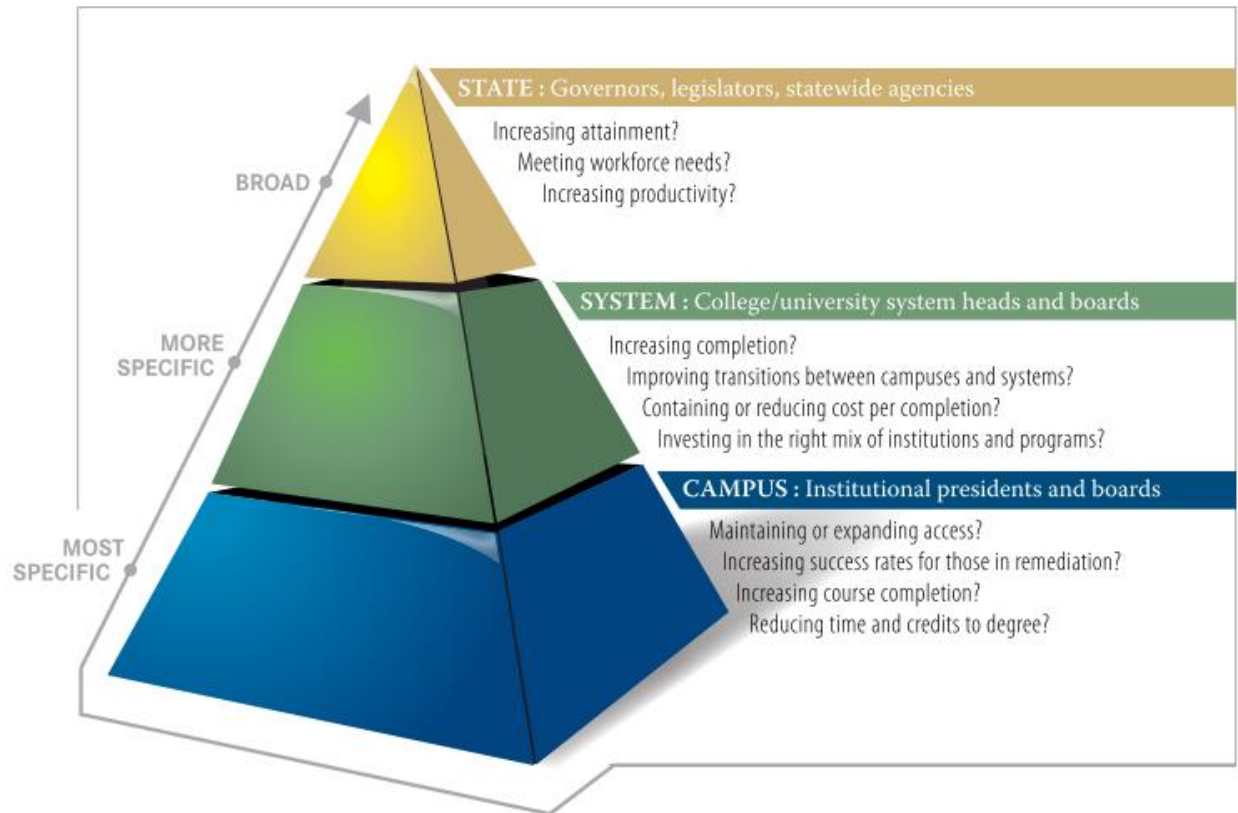 STATE : Governors, legislators, statewide agencies
Increasing attainment?
Meeting workforce needs?
Increasing productivity?
BROAD
SYSTEM : College/university system heads and boards
Increasing completion?
Improving transitions between campuses and systems?
Containing or reducing cost per completion?
Investing in the right mix of institutions and programs?
MORE
SPECIFIC
CAMPUS : Institutional presidents and boards
Maintaining or expanding access?
Increasing success rates for those in remediation?
Increasing course completion?
Reducing time and credits to degree?
MOST
SPECIFIC